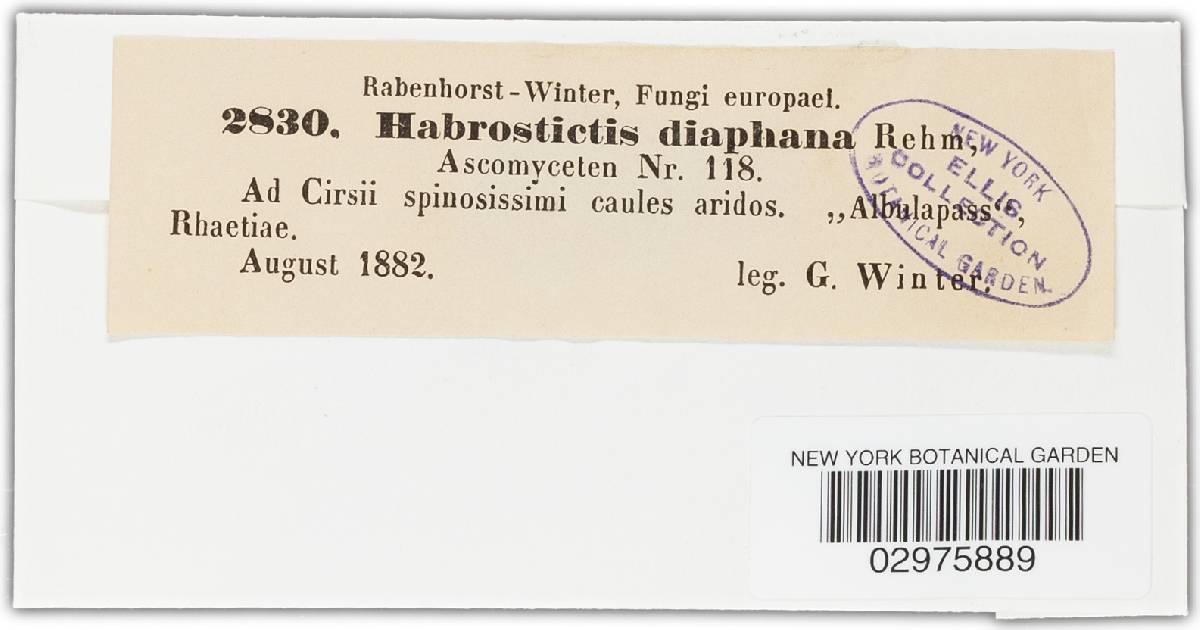 Rabenhorst-Winter, Fungi europaei.
2830. Habrostictis diaphana Rehm,
Ascomyceten Nr. 118.
Ad Cirsii spinosissimi caules aridos. „Albulapass“,
Rhaetiae.
August 1882. leg. G. Winter.
NEW YORK
ELLIS
COLLECTION
BOTANICAL GARDEN.
NEW YORK BOTANICAL GARDEN
02975889